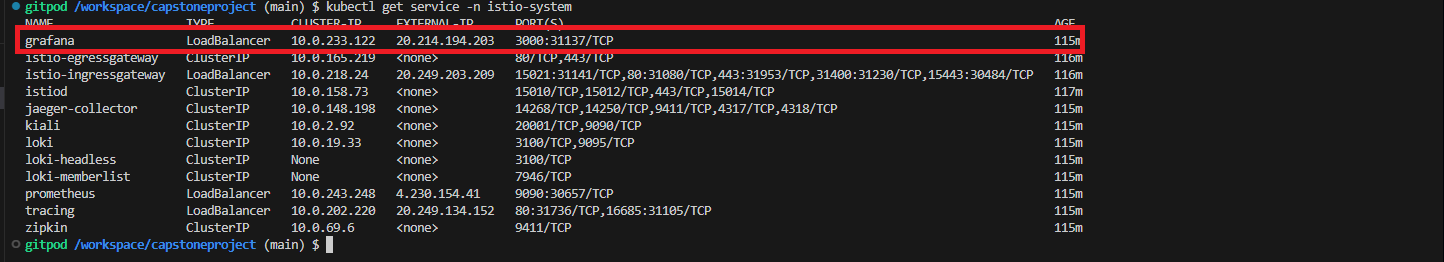 gitpod /workspace/capstoneproject (main) $ kubectl get service -n istio-system
NAME TYPE CLUSTER-IP EXTERNAL-IP PORT(S) AGE
grafana LoadBalancer 10.0.233.122 20.214.194.203 3000:31137/TCP 115m
istio-egressgateway ClusterIP 10.0.165.219 <none> 80/TCP,443/TCP 116m
istio-ingressgateway LoadBalancer 10.0.218.24 20.249.203.209 15021:31141/TCP,80:31080/TCP,443:31953/TCP,31400:31230/TCP,15443:30484/TCP 116m
istiod ClusterIP 10.0.158.73 <none> 15010/TCP,15012/TCP,443/TCP,15014/TCP 117m
jaeger-collector ClusterIP 10.0.148.198 <none> 14268/TCP,14250/TCP,9411/TCP,4317/TCP,4318/TCP 115m
kiali ClusterIP 10.0.2.92 <none> 20001/TCP,9090/TCP 115m
loki ClusterIP 10.0.19.33 <none> 3100/TCP,9095/TCP 115m
loki-headless ClusterIP None <none> 3100/TCP 115m
loki-memberlist ClusterIP None <none> 7946/TCP 115m
prometheus LoadBalancer 10.0.243.248 4.230.154.41 9090:30657/TCP 115m
tracing LoadBalancer 10.0.202.220 20.249.134.152 80:31736/TCP,16685:31105/TCP 115m
zipkin ClusterIP 10.0.69.6 <none> 9411/TCP 115m
gitpod /workspace/capstoneproject (main) $